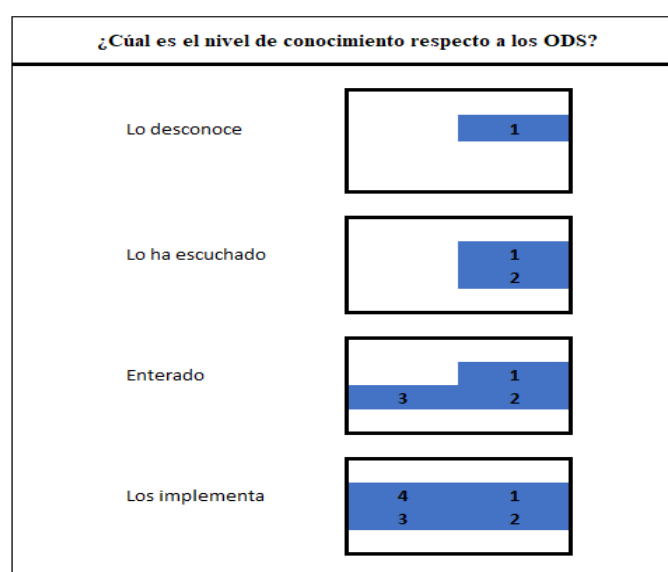 ¿Cúal es el nivel de conocimiento respecto a los ODS?
Lo desconoce
1
Lo ha escuchado
1
2
Enterado
1
3 2
Los implementa
4 1
3 2